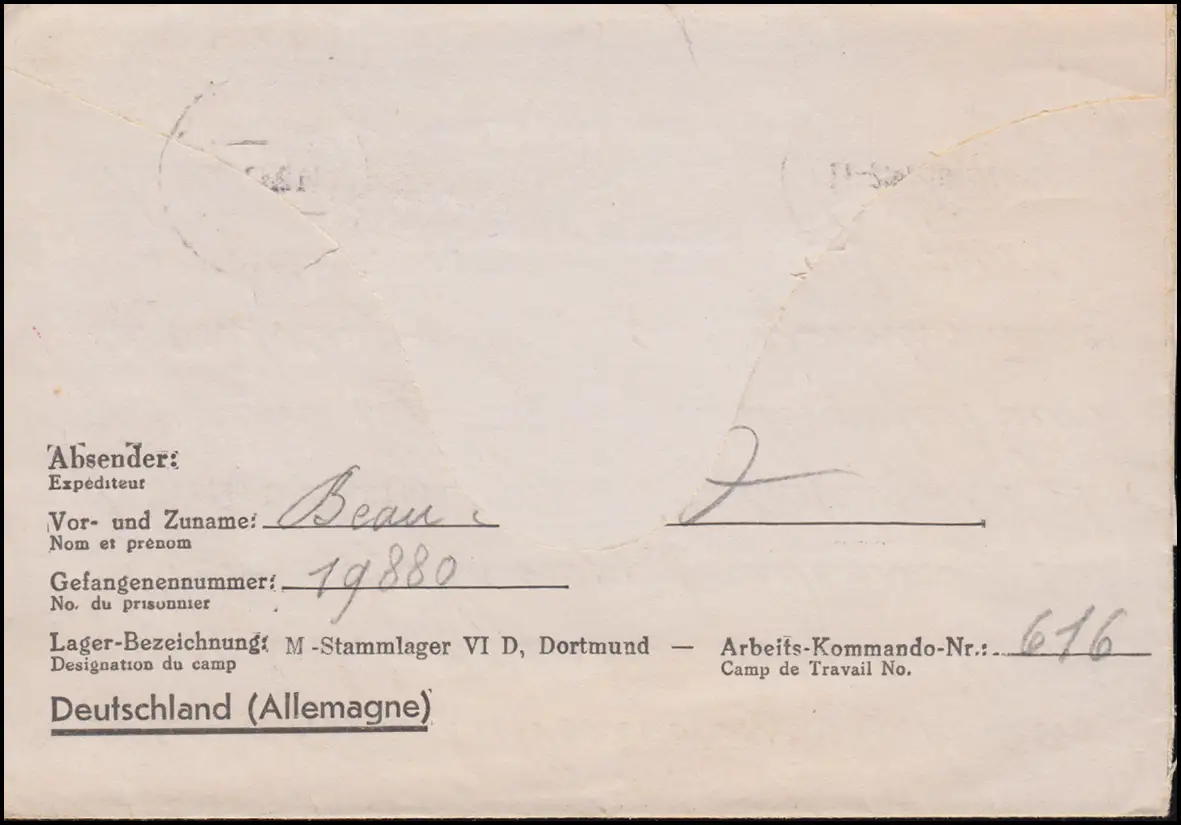 Absender:
Expéditeur
Vor- und Zuname: Beau
Nom et prénom
Gefangenennummer: 19880
No. du prisonnier
Lager-Bezeichnung: M -Stammlager VI D, Dortmund — Arbeits-Kommando-Nr.: 616
Designation du camp Camp de Travail No.
Deutschland (Allemagne)